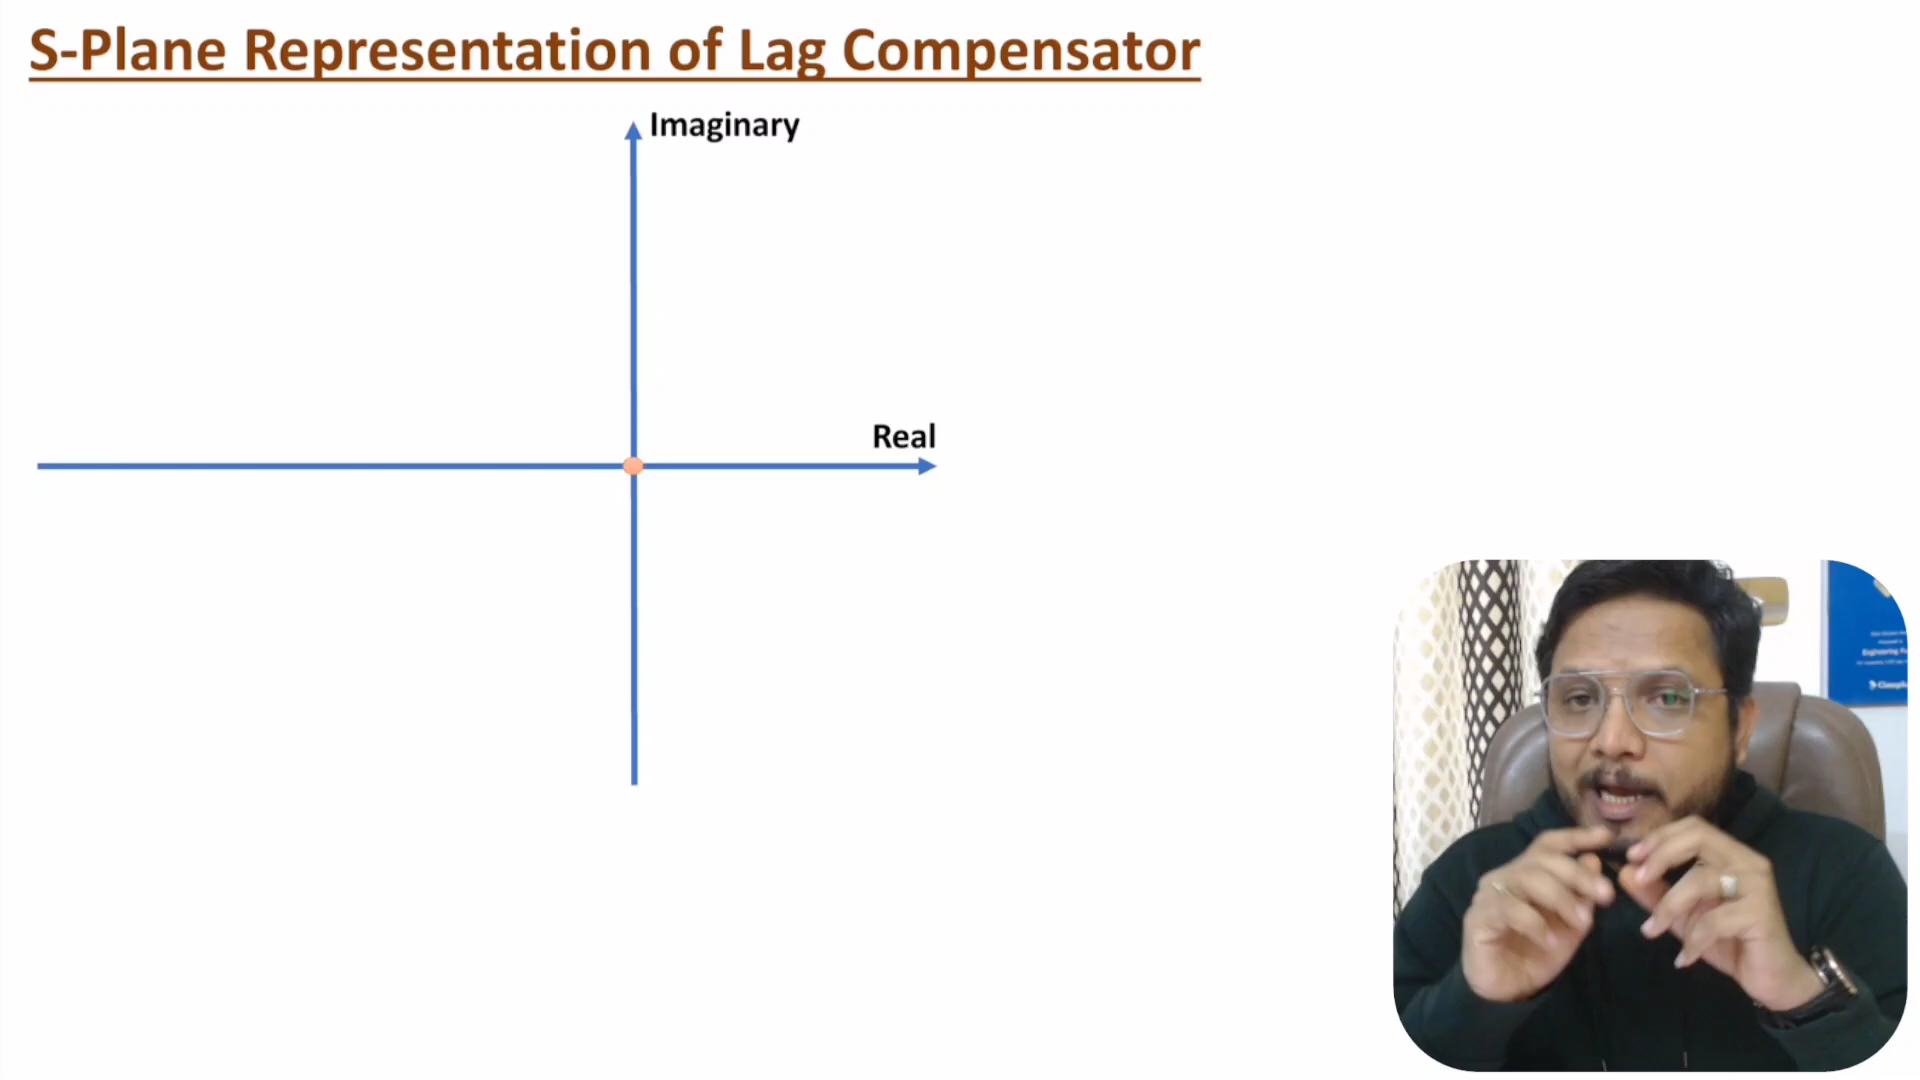 S-Plane Representation of Lag Compensator
Imaginary
Real